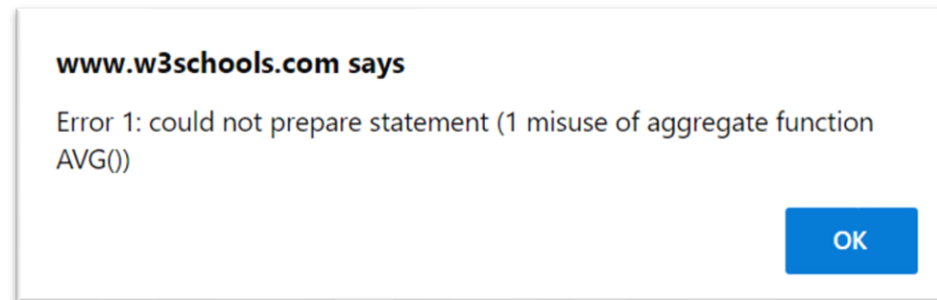 www.w3schools.com says
Error 1: could not prepare statement (1 misuse of aggregate function
AVG())
OK